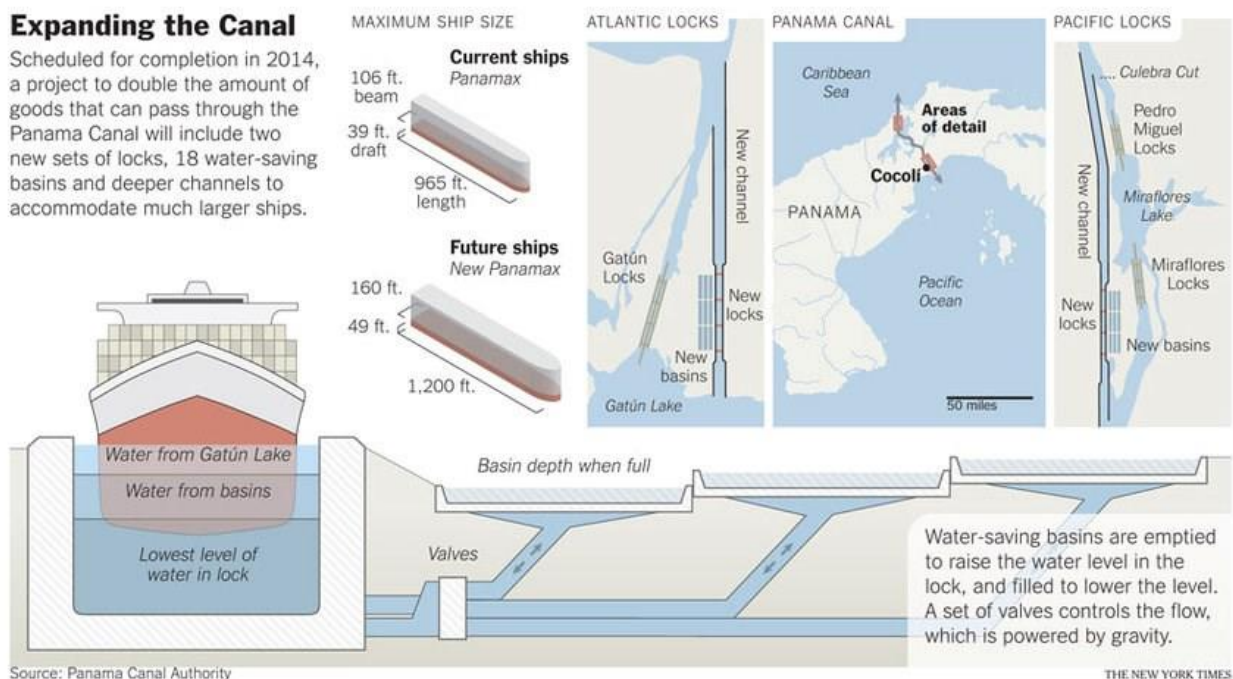 Expanding the Canal
Scheduled for completion in 2014,
a project to double the amount of
goods that can pass through the
Panama Canal will include two
new sets of locks, 18 water-saving
basins and deeper channels to
accommodate much larger ships.
MAXIMUM SHIP SIZE
Current ships
Panamax
106 ft.
beam
39 ft.
draft
965 ft.
length
Future ships
New Panamax
160 ft.
49 ft.
1,200 ft.
ATLANTIC LOCKS
New channel
Gatún
Locks
New
locks
New
basins
Gatún Lake
PANAMA CANAL
Caribbean
Sea
Areas
of detail
Cocolí
PANAMA
Pacific
Ocean
50 miles
PACIFIC LOCKS
Culebra Cut
Pedro
Miguel
Locks
Miraflores
Lake
New channel
Miraflores
Locks
New
locks
New basins
Water from Gatún Lake
Water from basins
Lowest level of
water in lock
Valves
Basin depth when full
Water-saving basins are emptied
to raise the water level in the
lock, and filled to lower the level.
A set of valves controls the flow,
which is powered by gravity.
Source: Panama Canal Authority
THE NEW YORK TIMES